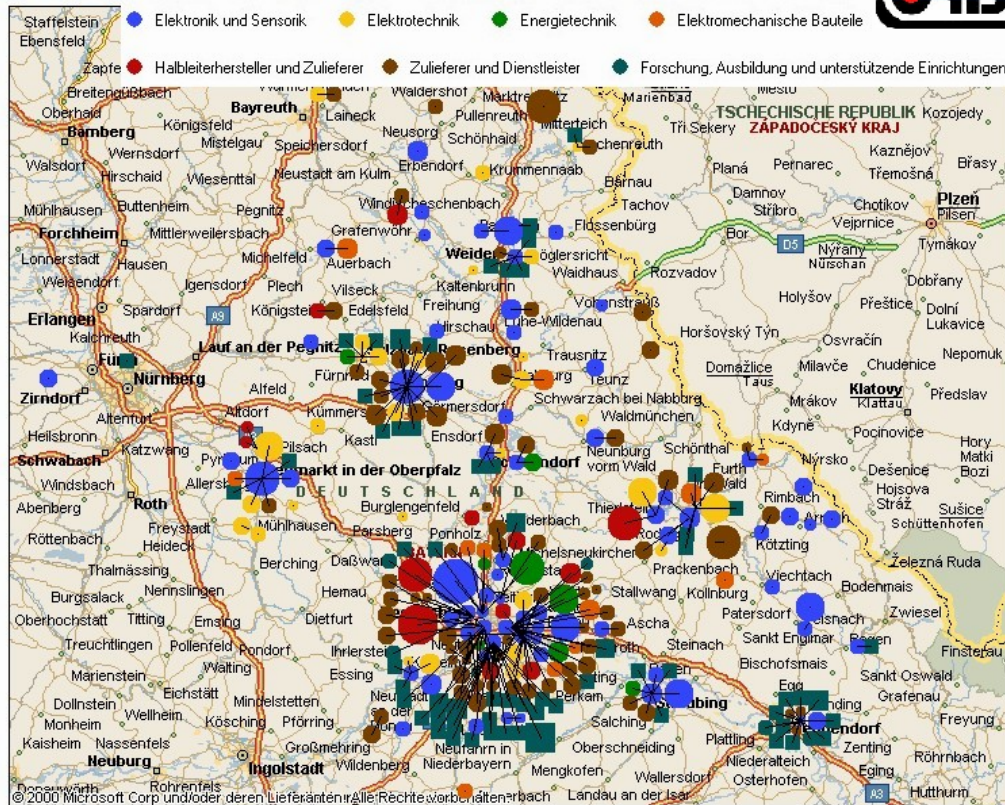 Staffelstein
Ebensfeld
Elektronik und Sensorik
Elektrotechnik
Energietechnik
Elektromechanische Bauteile
Halbleiterhersteller und Zulieferer
Zulieferer und Dienstleister
Forschung, Ausbildung und unterstützende Einrichtungen
Breitengüßbach
Bayreuth
Laineck
Waldershof
Pullenreuth
Mitterteich
Marienbad
TSCHECHISCHE REPUBLIK
ZÁPADOČESKÝ KRAJ
Kozojedy
Oberhaid
Königsfeld
Bamberg
Mistelgau
Speichersdorf
Neusorg
Schönhaid
Tři Sekery
Kaznějov
Walsdorf
Wernsdorf
Hirschaid
Wiesenttal
Neustadt am Kulm
Erbendorf
Krummennaab
Planá
Pernarec
Třemošná
Břasy
Bärnau
Tachov
Damnov
Stříbro
Chotíkov
Vejprnice
Plzeň
Pilsen
Mühlhausen
Buttenheim
Pegnitz
Windischeschenbach
Forchheim
Mittlerweilersbach
Grafenwöhr
Flossenbürg
Bor
D5
Nýřany
Nürschan
Tymákov
Lonnerstadt
Hausen
Michelfeld
Auerbach
Waidhaus
Rozvadov
Dobřany
Weisendorf
Igensdorf
Plech
Vilseck
Kaltenbrunn
Holýšov
Přeštice
Dolní
Lukavice
Erlangen
Spardorf
A9
Edelsfeld
Freihung
Hirschau
Luhe-Wildenau
Vohenstrauß
Horšovský Týn
Osvračín
Kalchreuth
Lauf an der Pegnitz
Trausnitz
Domažlice
Taus
Milavče
Chudenice
Nepomuk
Nürnberg
Zirndorf
Alfeld
Teunz
Klatovy
Klattau
Předslav
Altenfurt
Altdorf
Kastl
Schwarzach bei Nabburg
Waldmünchen
Mrákov
Kdyně
Heilsbronn
Katzwang
Pilsach
Ensdorf
Neunburg
vorm Wald
Schönthal
Pocinovice
Hory
Matki
Bozi
Schwabach
Furth
Nýrsko
Windsbach
DEUTSCHLAND
Rimbach
Dešenice
Hojsova
Stráž
Sušice
Schüttenhofen
Abenberg
Roth
Freystadt
Mühlhausen
Burglengenfeld
Parsberg
Ponholz
Kötzting
Röttenbach
Heideck
Berching
Prackenbach
Kollnburg
Viechtach
Železná Ruda
Thalmässing
Nennslingen
Hemau
Stallwang
Bodenmais
Burgsalach
Patersdorf
Zwiesel
Oberhochstatt
Titting
Emsing
Dietfurt
Ascha
Steinach
Sankt Englmar
Treuchtlingen
Pollenfeld
Pondorf
Bischofsmais
Finsterau
Marienstein
Walting
Essing
Sankt Oswald
Eichstätt
Mindelstetten
Perkam
Grafenau
Dollnstein
Wellheim
Pförring
Salching
Freyung
Monheim
Kösching
Plattling
Kaisheim
Nassenfels
Großmehring
Neufahrn in
Niederbayern
Oberschneiding
Niederalteich
Zenting
Neuburg
Ingolstadt
Wildenberg
Mengkofen
Wallersdorf
Osterhofen
Eging
Röhrnbach
Rohrenfels
Landau an der Isar
A3
Hutthurm
© 2000 Microsoft Corp und/oder deren Lieferanten. Alle Rechte vorbehalten.